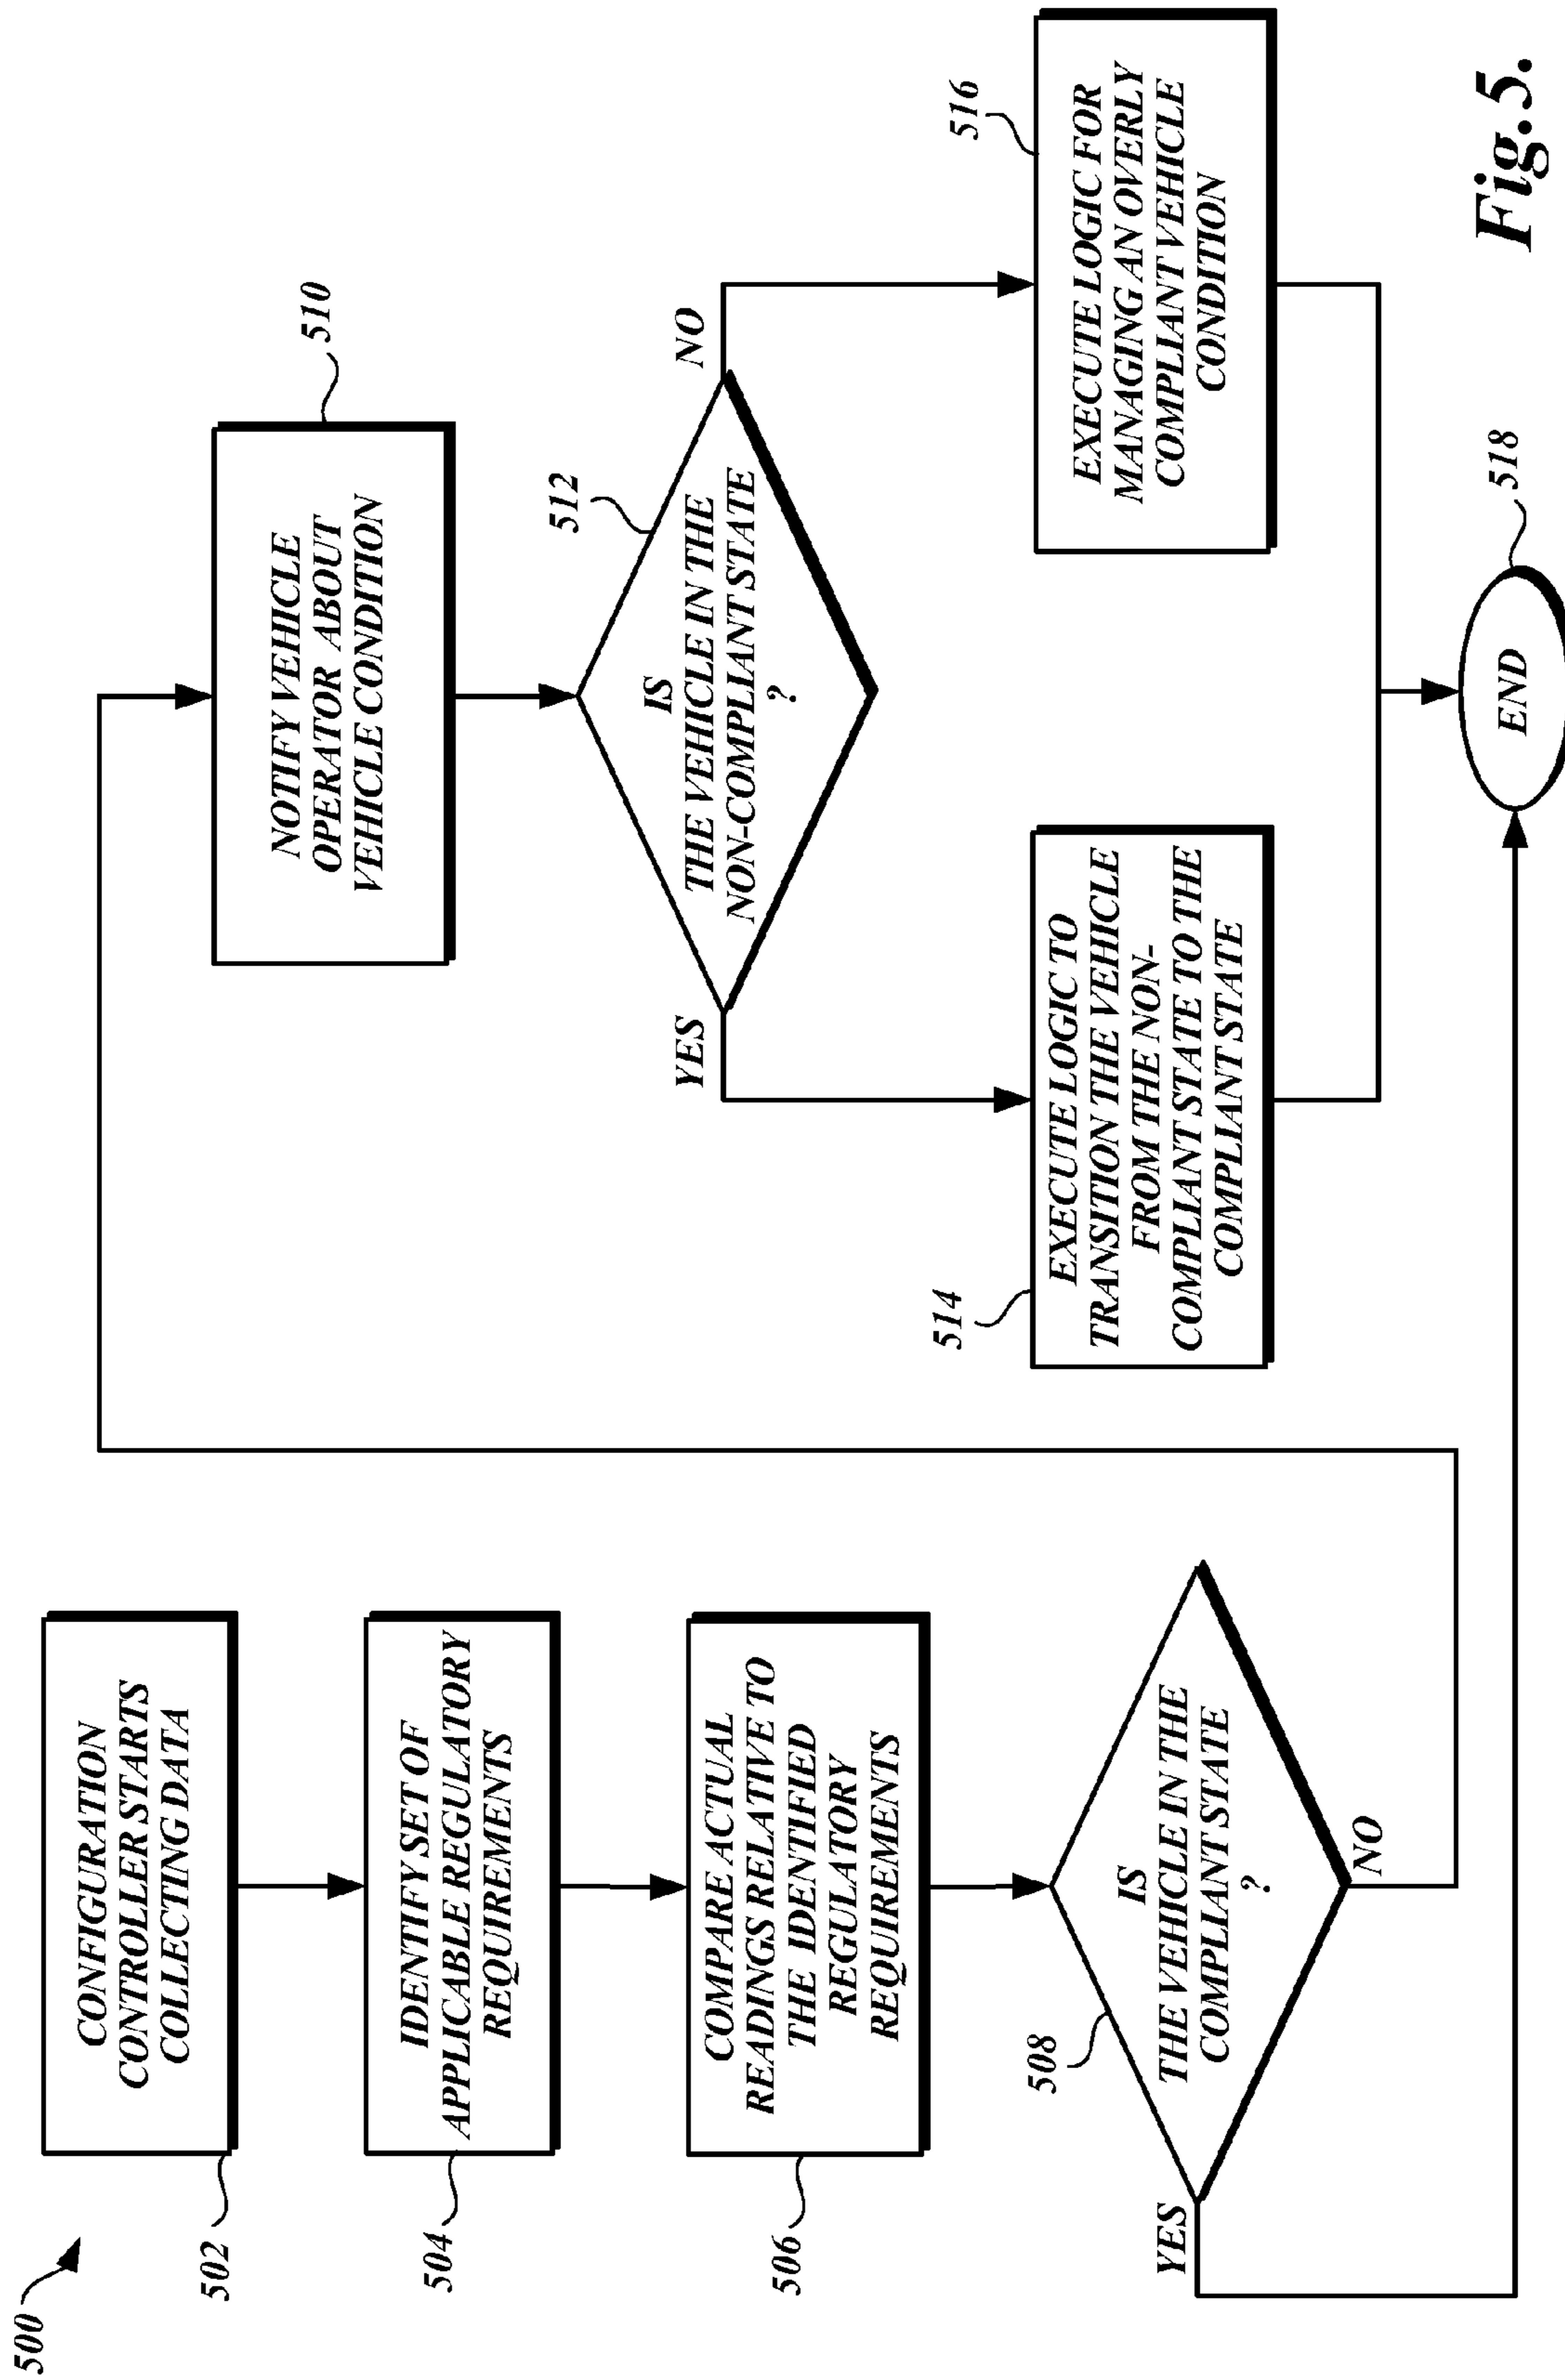 500
CONFIGURATION
CONTROLLER STARTS
COLLECTING DATA
502
IDENTIFY SET OF
APPLICABLE REGULATORY
REQUIREMENTS
504
COMPARE ACTUAL
READINGS RELATIVE TO
THE IDENTIFIED
REGULATORY
REQUIREMENTS
506
508
IS
THE VEHICLE IN THE
COMPLIANT STATE
?
YES
NO
NOTIFY VEHICLE
OPERATOR ABOUT
VEHICLE CONDITION
510
512
IS
THE VEHICLE IN THE
NON-COMPLIANT STATE
?
YES
NO
514
EXECUTE LOGIC TO
TRANSITION THE VEHICLE
FROM THE NON-
COMPLIANT STATE TO THE
COMPLIANT STATE
516
EXECUTE LOGIC FOR
MANAGING AN OVERLY
COMPLIANT VEHICLE
CONDITION
518
END
Fig.5.